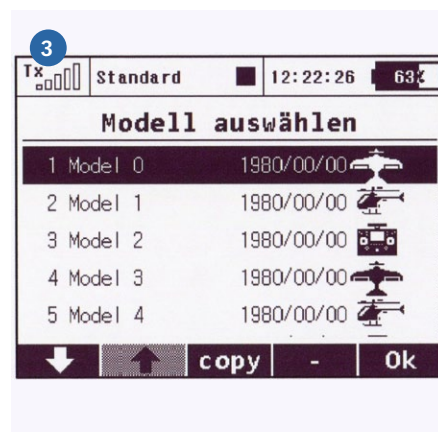 3
Tx Standard 12:22:26 63%
Modell auswählen
1 Model 0 1980/00/00
2 Model 1 1980/00/00
3 Model 2 1980/00/00
4 Model 3 1980/00/00
5 Model 4 1980/00/00
copy - Ok